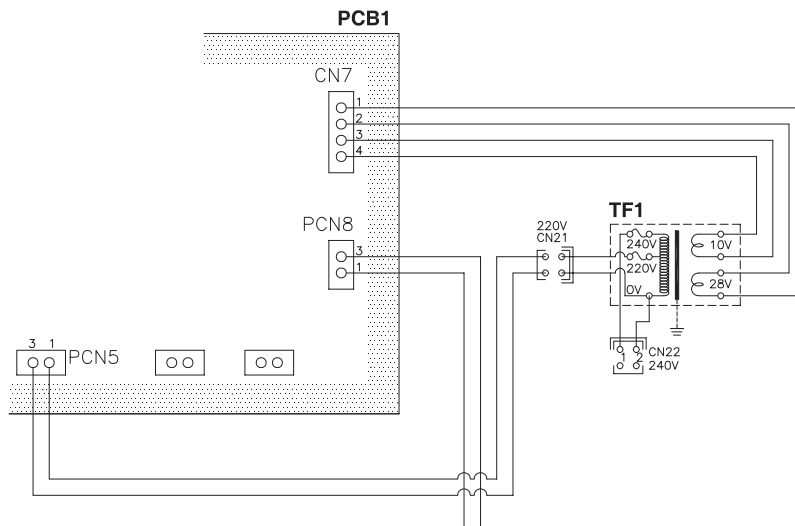 PCB1
CN7
1
2
3
4
PCN8
3
1
220V
CN21
TF1
240V
220V
0V
10V
28V
3 1
PCN5
1 2
CN22
240V